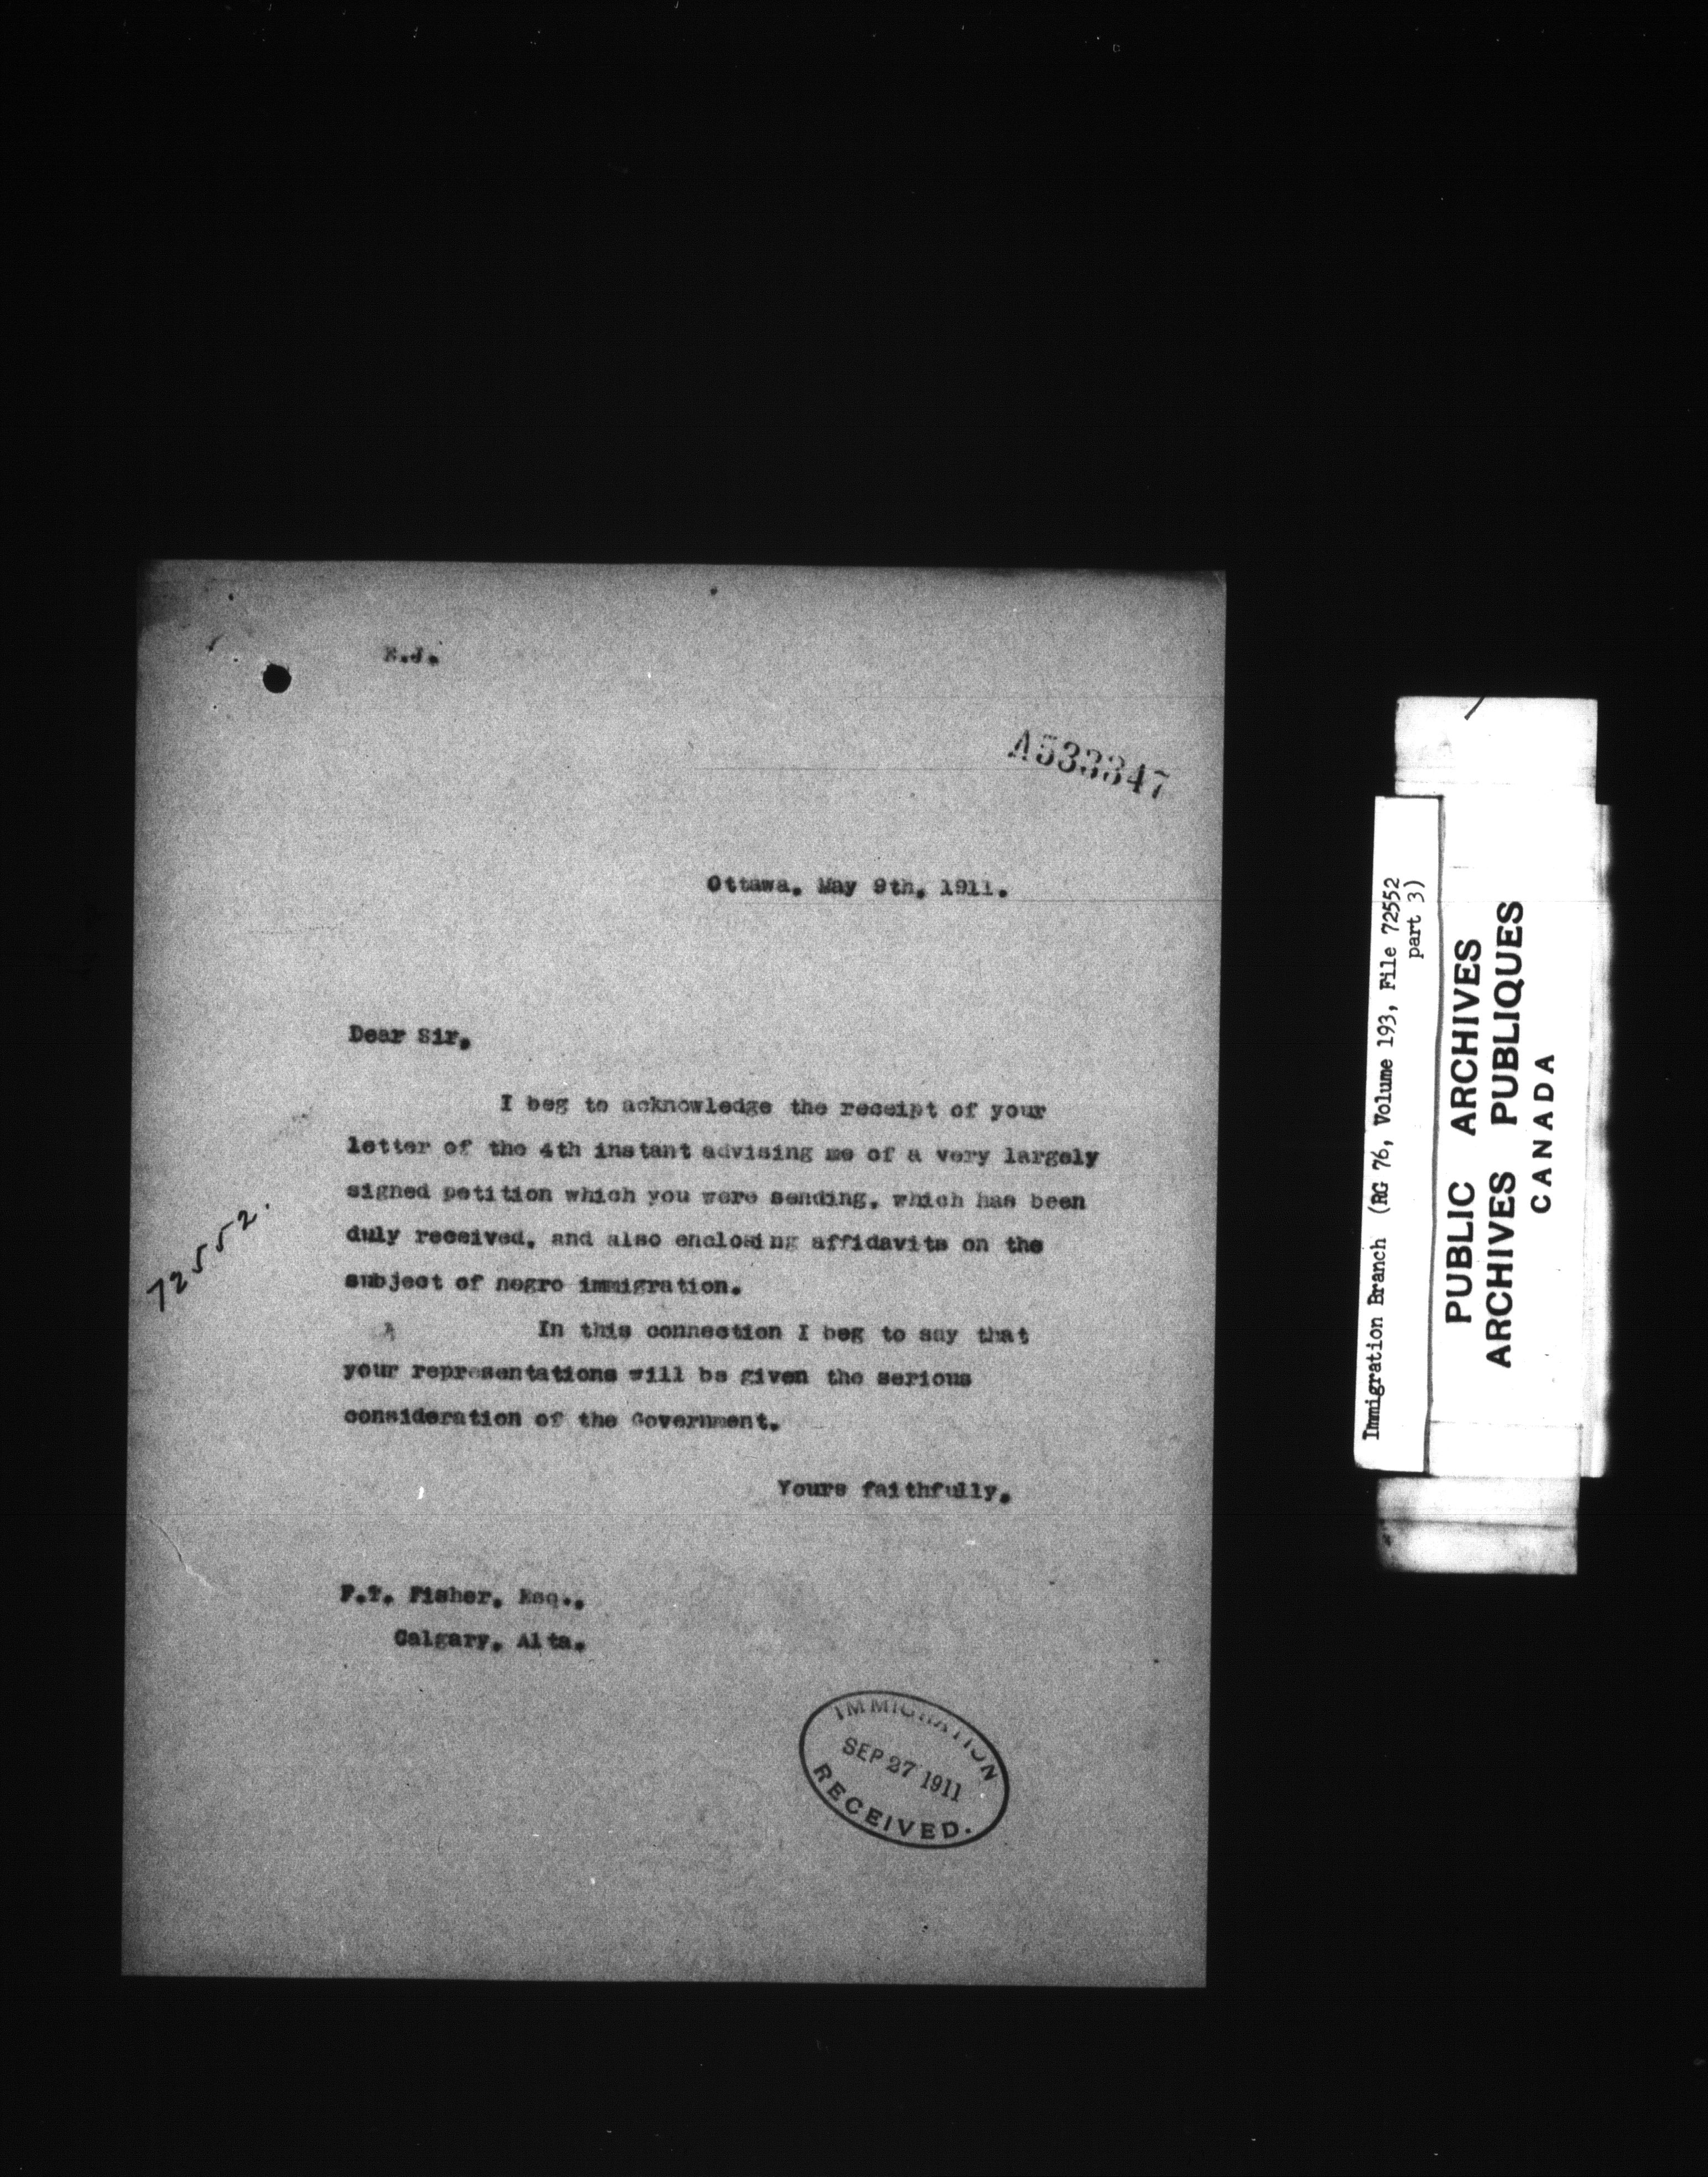 E.J.
A533347
Ottawa, May 9th, 1911.
Dear Sir,
I beg to acknowledge the receipt of your
letter of the 4th instant advising me of a very largely
signed petition which you were sending, which has been
duly received, and also enclosing affidavits on the
subject of negro immigration.
72552.
In this connection I beg to say that
your representations will be given the serious
consideration of the Government.
Yours faithfully,
F.T. Fisher, Esq.,
Calgary, Alta.
IMMIGRATION
SEP 27 1911
RECEIVED.
Immigration Branch (RG 76, Volume 193, File 72552
part 3)
PUBLIC ARCHIVES
ARCHIVES PUBLIQUES
CANADA